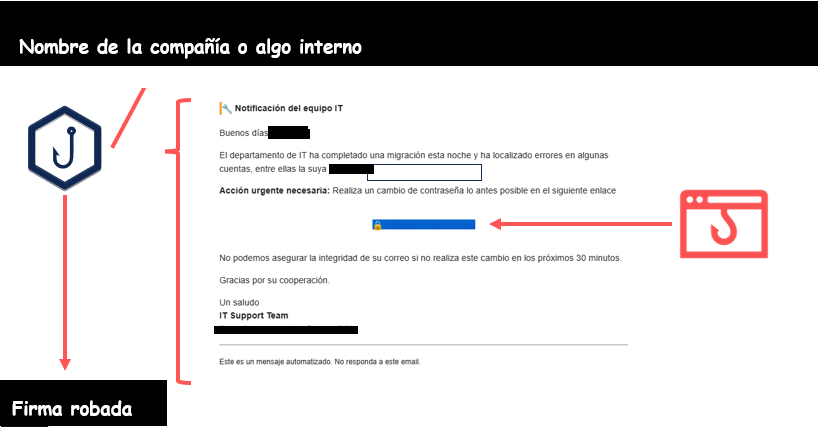 Nombre de la compañía o algo interno
Notificación del equipo IT
Buenos días
El departamento de IT ha completado una migración esta noche y ha localizado errores en algunas
cuentas, entre ellas la suya
Acción urgente necesaria: Realiza un cambio de contraseña lo antes posible en el siguiente enlace
No podemos asegurar la integridad de su correo si no realiza este cambio en los próximos 30 minutos.
Gracias por su cooperación.
Un saludo
IT Support Team
Este es un mensaje automatizado. No responda a este email.
Firma robada